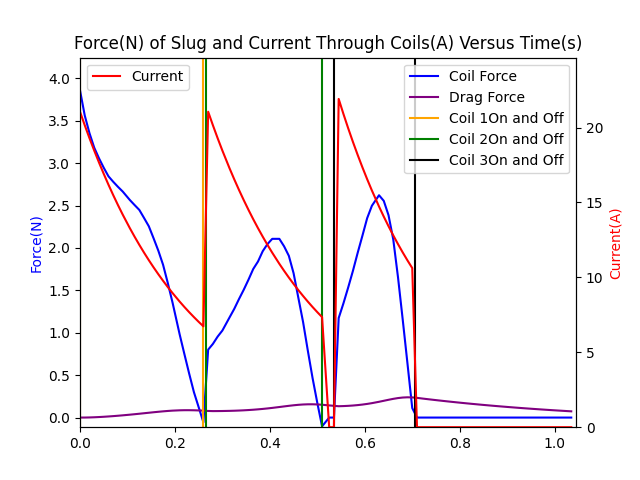 Force(N) of Slug and Current Through Coils(A) Versus Time(s)
Current
Coil Force
Drag Force
Coil 1On and Off
Coil 2On and Off
Coil 3On and Off
Force(N)
4.0
3.5
3.0
2.5
2.0
1.5
1.0
0.5
0.0
Current(A)
20
15
10
5
0
0.0 0.2 0.4 0.6 0.8 1.0